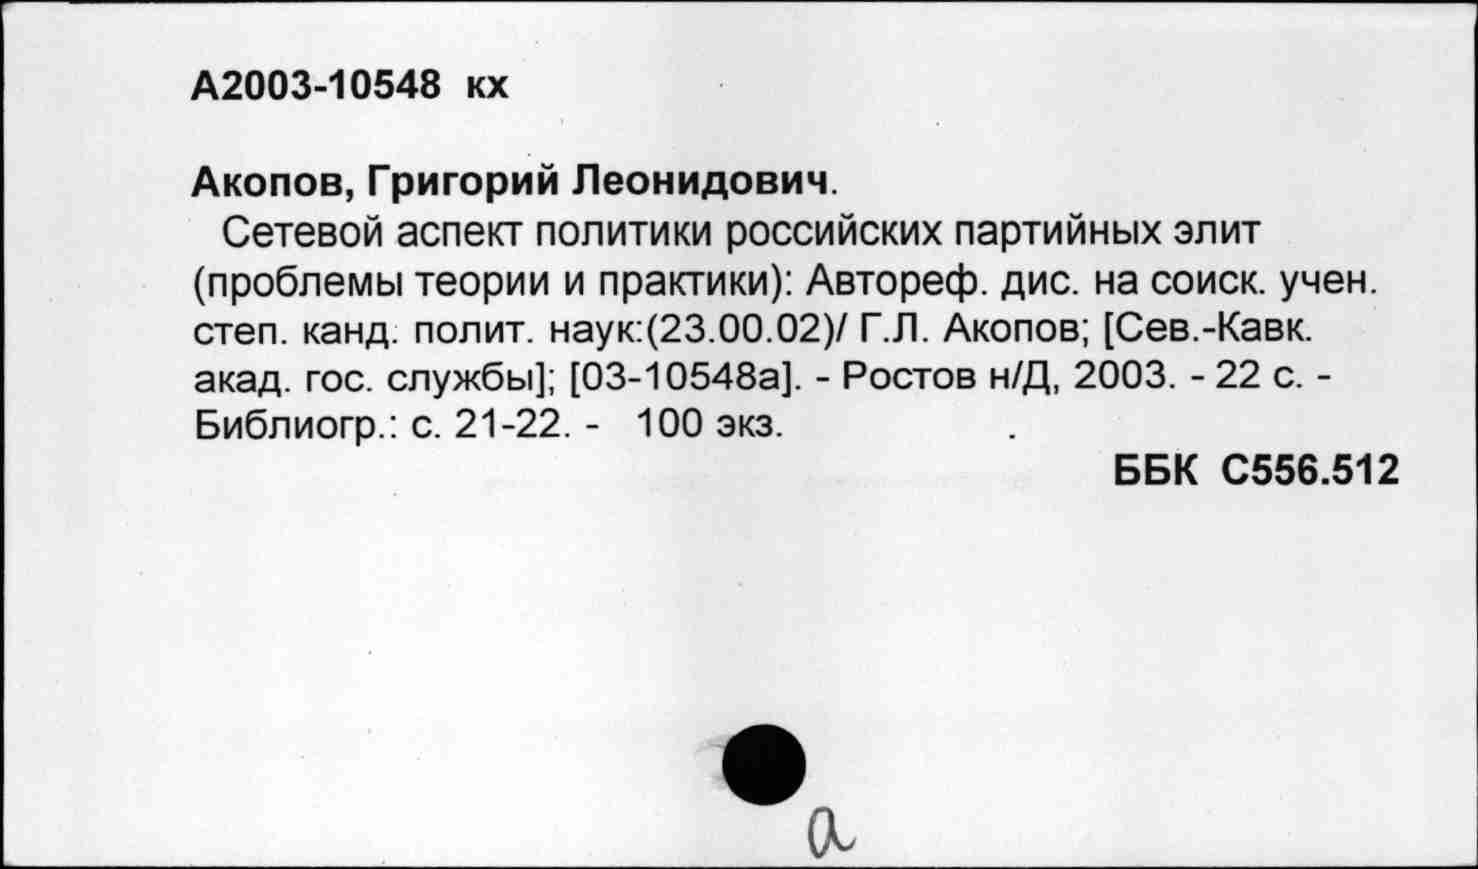 А2003-10548 кх
Акопов, Григорий Леонидович.
Сетевой аспект политики российских партийных элит
(проблемы теории и практики): Автореф. дис. на соиск. учен.
степ. канд. полит. наук:(23.00.02)/ Г.Л. Акопов; [Сев.-Кавк.
акад. гос. службы]; [03-10548а]. - Ростов н/Д, 2003. - 22 с. -
Библиогр.: с. 21-22. - 100 экз.
ББК С556.512
а